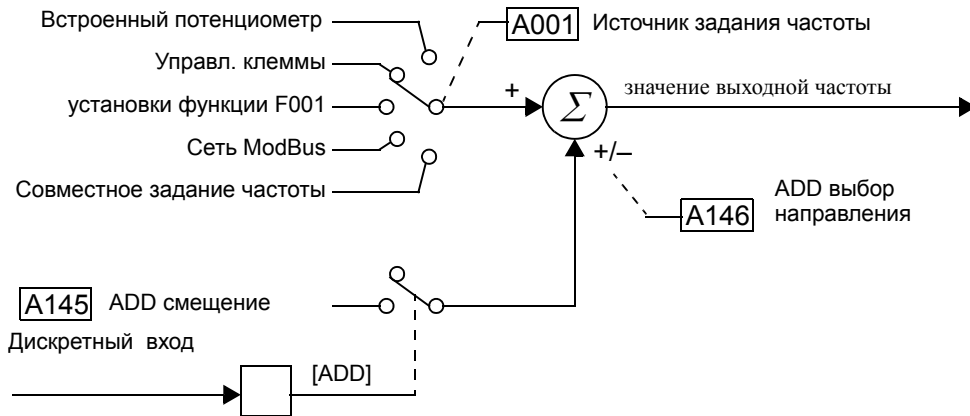 Встроенный потенциометр
A001 Источник задания частоты
Управл. клеммы
установки функции F001
+
Σ
значение выходной частоты
Сеть ModBus
+/–
Совместное задание частоты
A146
ADD выбор
направления
A145 ADD смещение
Дискретный вход
[ADD]